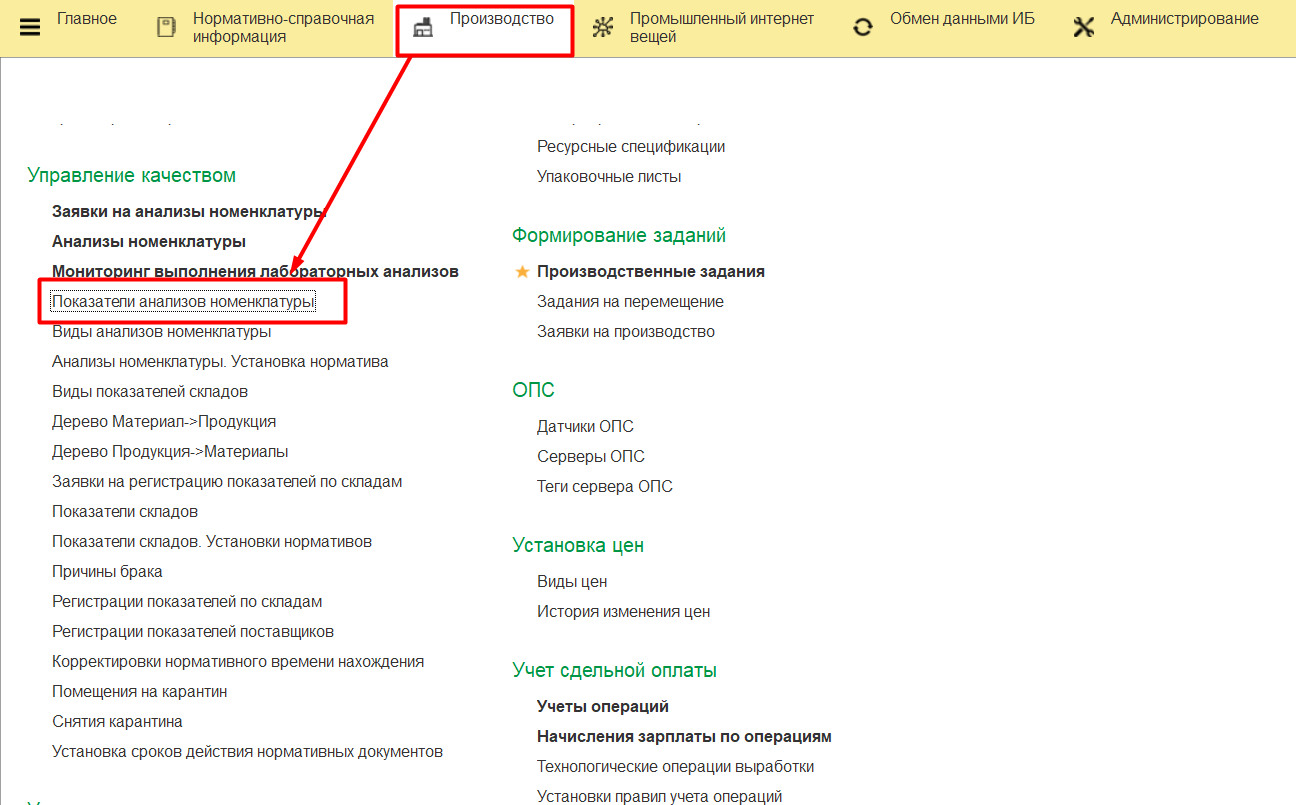 Главное
Нормативно-справочная
информация
Производство
Промышленный интернет
вещей
Обмен данными ИБ
Администрирование
Управление качеством
Заявки на анализы номенклатуры
Анализы номенклатуры
Мониторинг выполнения лабораторных анализов
Показатели анализов номенклатуры
Виды анализов номенклатуры
Анализы номенклатуры. Установка норматива
Виды показателей складов
Дерево Материал->Продукция
Дерево Продукция->Материалы
Заявки на регистрацию показателей по складам
Показатели складов
Показатели складов. Установки нормативов
Причины брака
Регистрации показателей по складам
Регистрации показателей поставщиков
Корректировки нормативного времени нахождения
Помещения на карантин
Снятия карантина
Установка сроков действия нормативных документов
Ресурсные спецификации
Упаковочные листы
Формирование заданий
Производственные задания
Задания на перемещение
Заявки на производство
ОПС
Датчики ОПС
Серверы ОПС
Теги сервера ОПС
Установка цен
Виды цен
История изменения цен
Учет сдельной оплаты
Учеты операций
Начисления зарплаты по операциям
Технологические операции выработки
Установки правил учета операций